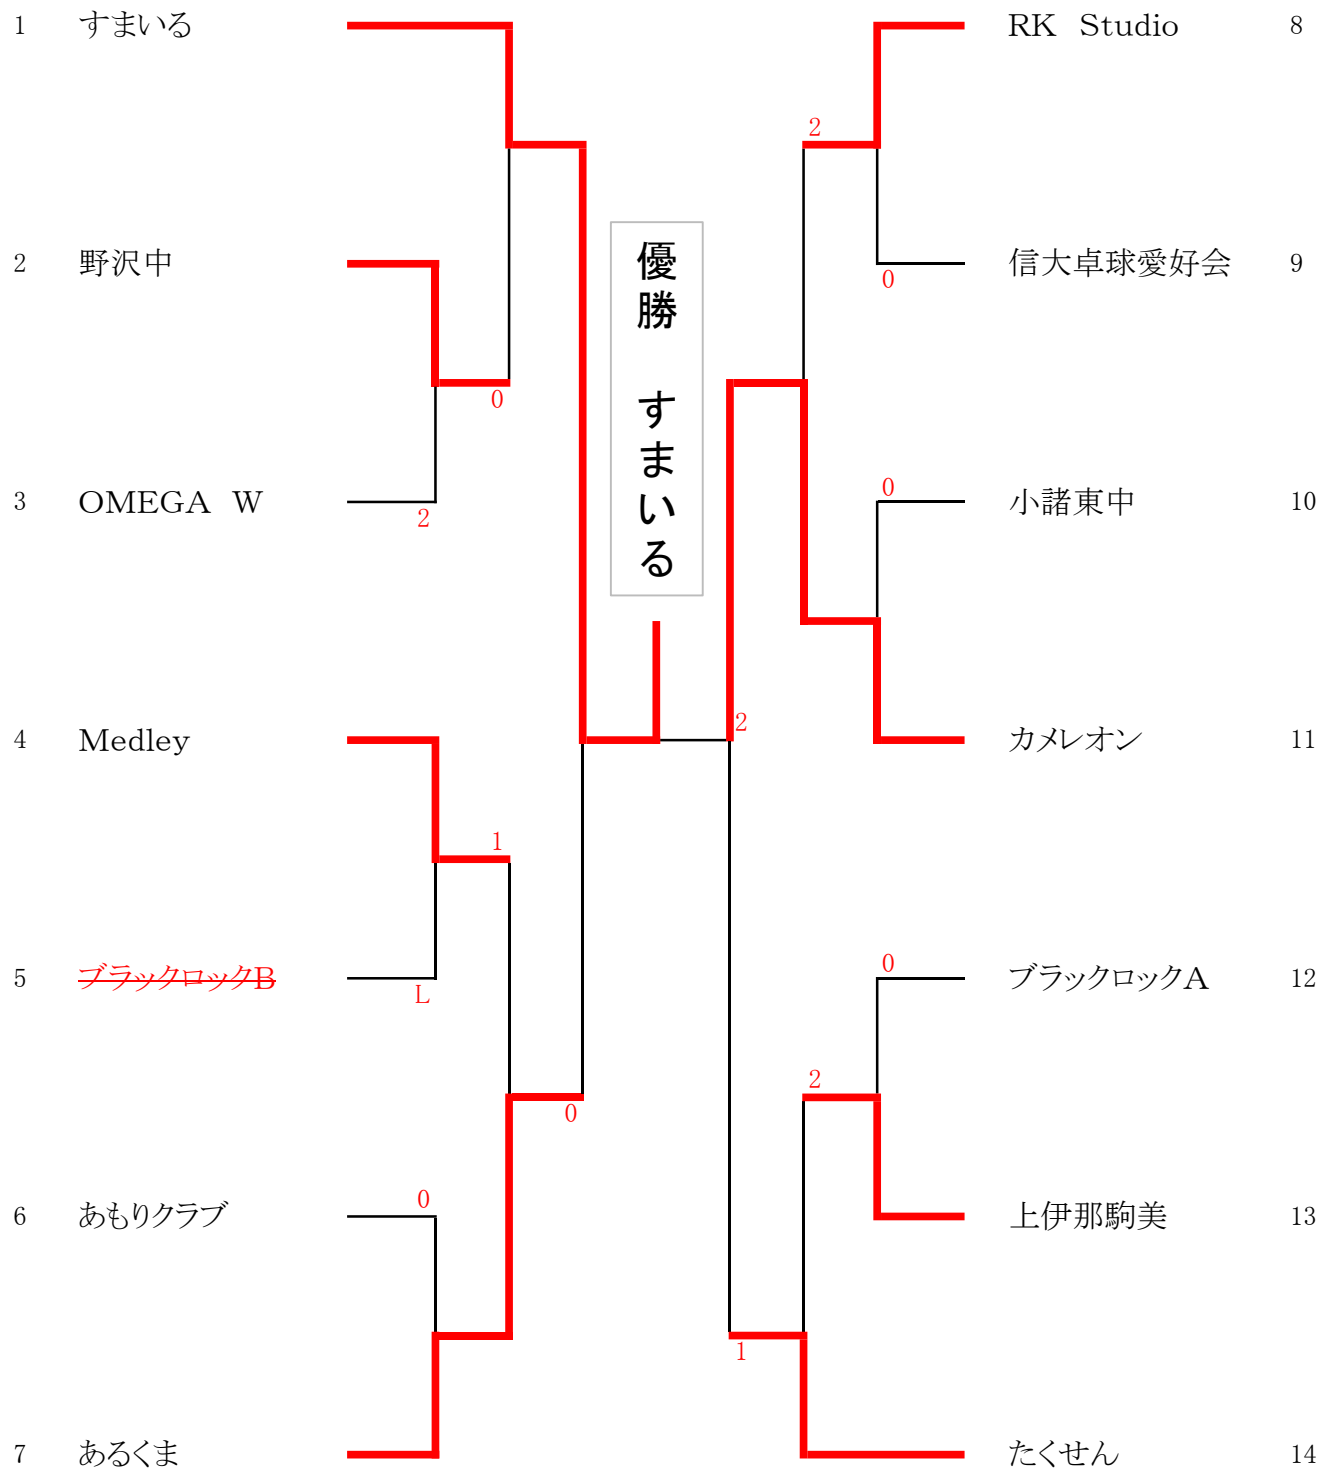 1 すまいる
2 野沢中
0
3 OMEGA W
2
4 Medley
1
5 ブラックロックB
L
0
6 あもりクラブ
0
7 あるくま
優勝 すまいる
RK Studio 8
2
信大卓球愛好会 9
0
0
小諸東中 10
2
カメレオン 11
0
ブラックロックA 12
2
上伊那駒美 13
1
たくせん 14